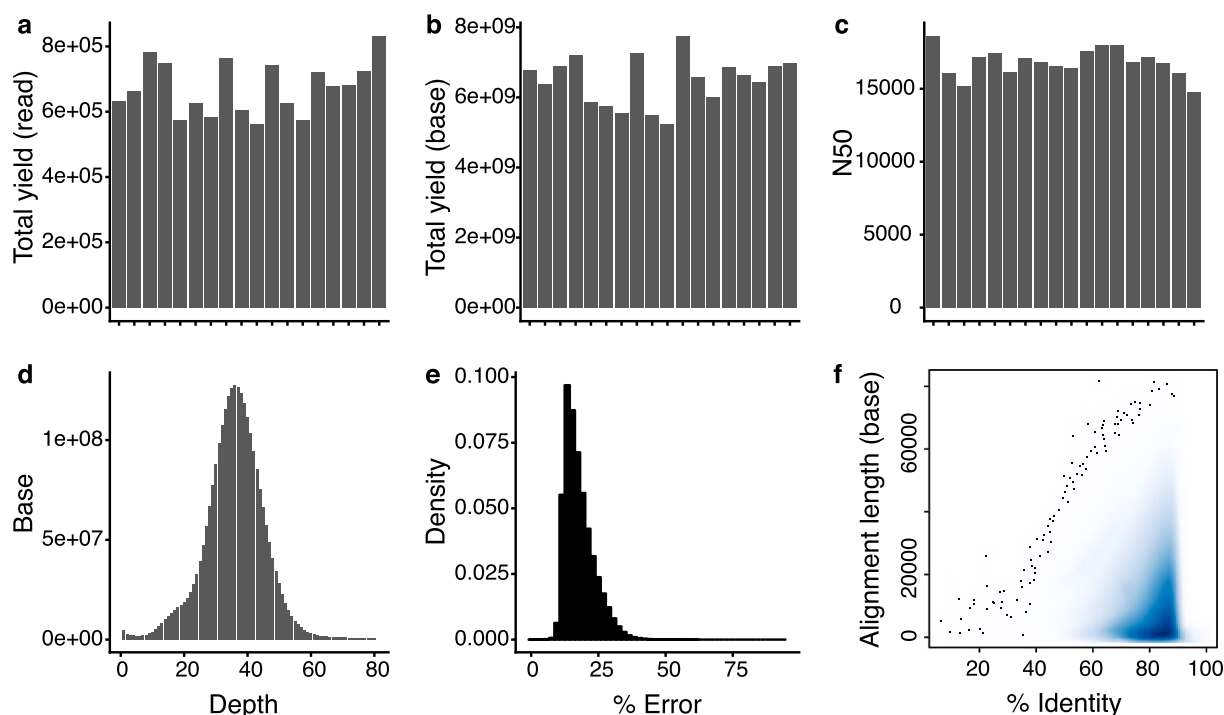 a
Total yield (read)
8e+05
6e+05
4e+05
2e+05
0e+00
b
Total yield (base)
8e+09
6e+09
4e+09
2e+09
0e+00
c
N50
15000
10000
5000
0
d
Base
1e+08
5e+07
0e+00
0 20 40 60 80
Depth
e
Density
0.100
0.075
0.050
0.025
0.000
0 25 50 75
% Error
f
Alignment length (base)
60000
20000
0
20 40 60 80 100
% Identity